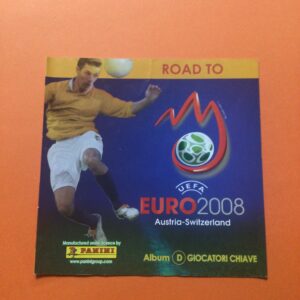 ROAD TO
UEFA
EURO2008
Austria-Switzerland
Manufactured under licence by
PANINI
www.paninigroup.com
Album D GIOCATORI CHIAVE